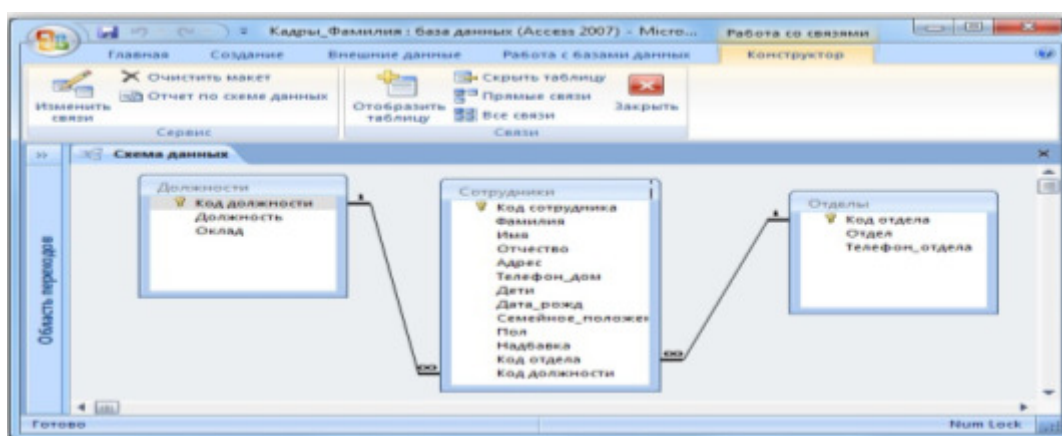 Кадры_Фамилия : база данных (Access 2007) - Micro... Работа со связями
Главная Создание Внешние данные Работа с базами данных Конструктор
Изменить связи
Очистить макет
Отчет по схеме данных
Сервис
Отобразить таблицу
Скрыть таблицу
Прямые связи
Все связи
Закрыть
Связи
Схема данных
Область переходов
Должности
Код должности
Должность
Оклад
1
∞
Сотрудники
Код сотрудника
Фамилия
Имя
Отчество
Адрес
Телефон_дом
Дети
Дата_рожд
Семейное_положен
Пол
Надбавка
Код отдела
Код должности
∞
1
Отделы
Код отдела
Отдел
Телефон_отдела
Готово Num Lock